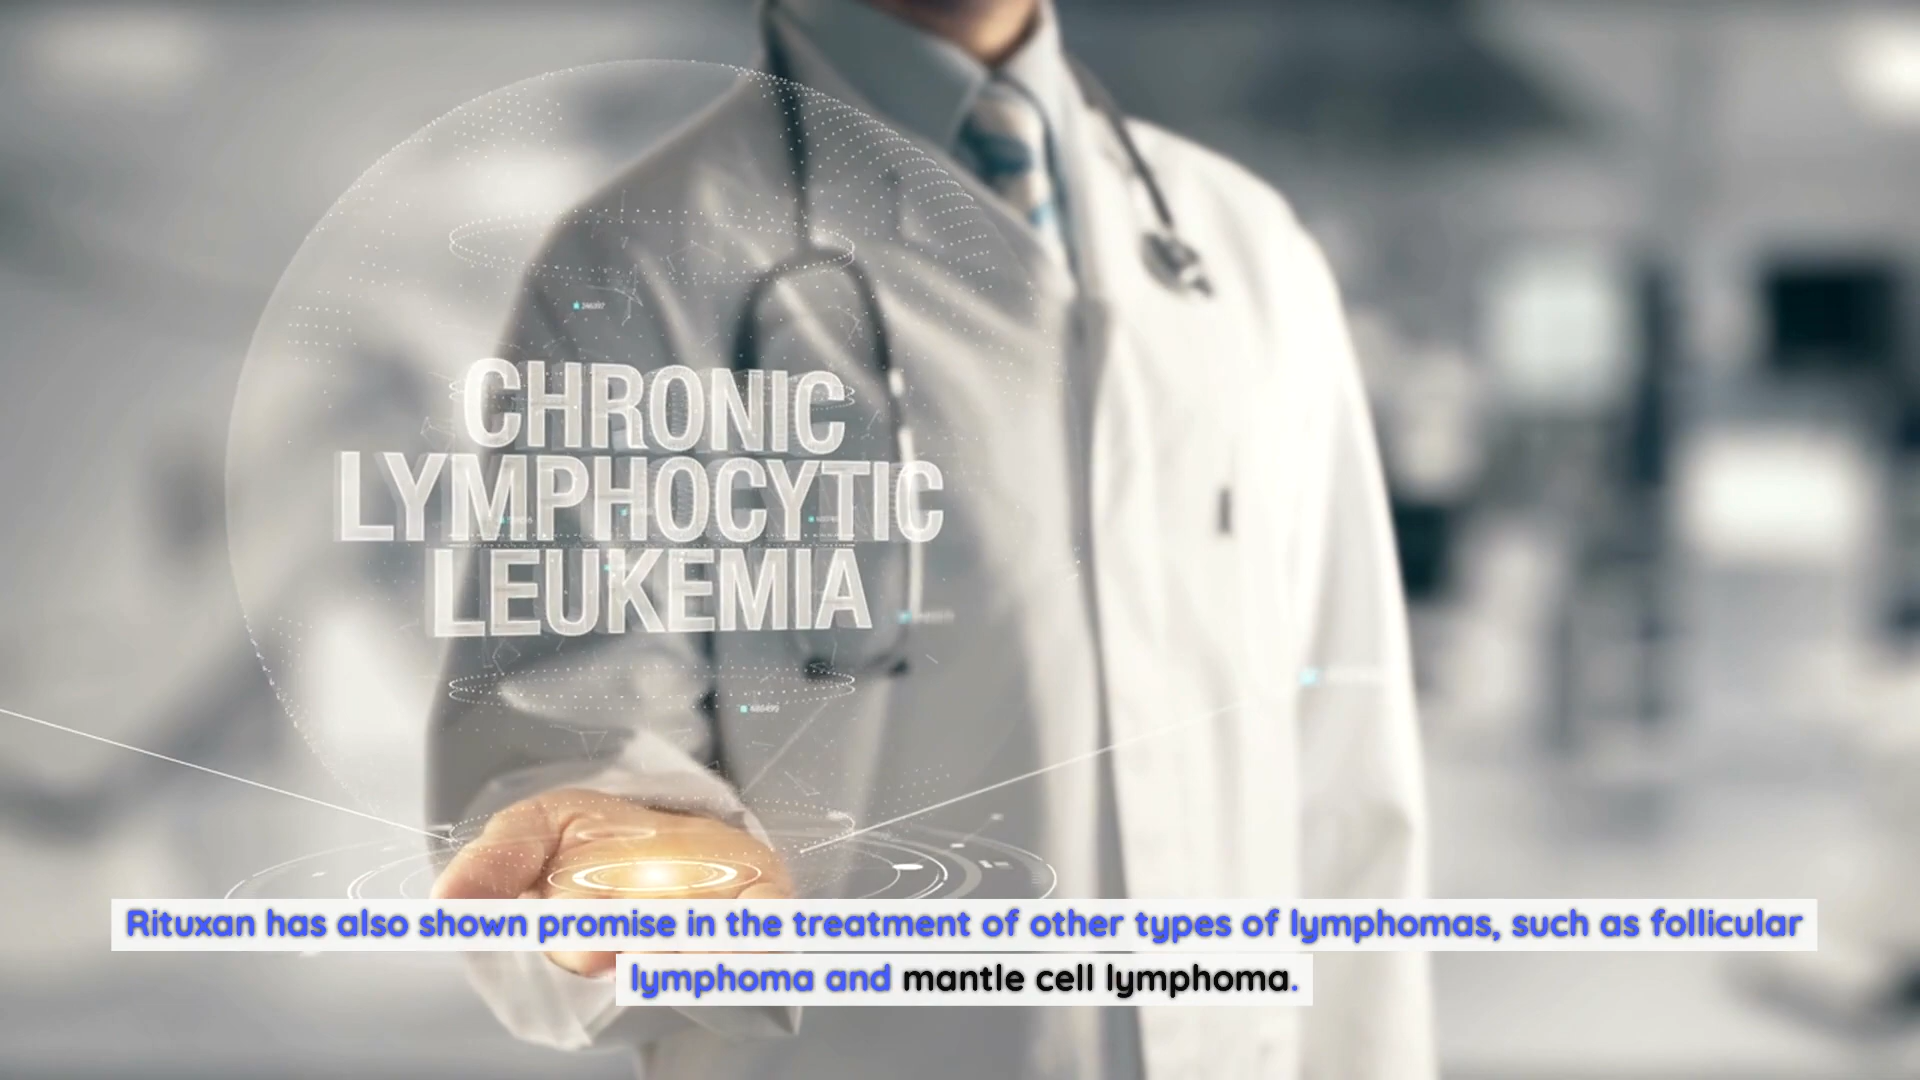 CHRONIC
LYMPHOCYTIC
LEUKEMIA
Rituxan has also shown promise in the treatment of other types of lymphomas, such as follicular
lymphoma and mantle cell lymphoma.